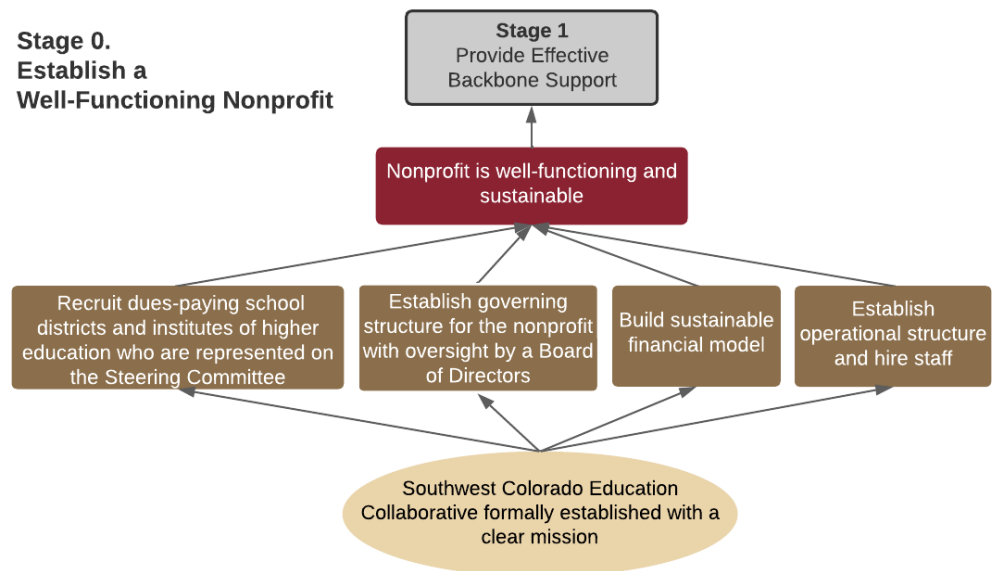 Stage 0.
Establish a
Well-Functioning Nonprofit
Stage 1
Provide Effective
Backbone Support
Nonprofit is well-functioning and
sustainable
Recruit dues-paying school
districts and institutes of higher
education who are represented on
the Steering Committee
Establish governing
structure for the nonprofit
with oversight by a Board
of Directors
Build sustainable
financial model
Establish
operational structure
and hire staff
Southwest Colorado Education
Collaborative formally established with a
clear mission